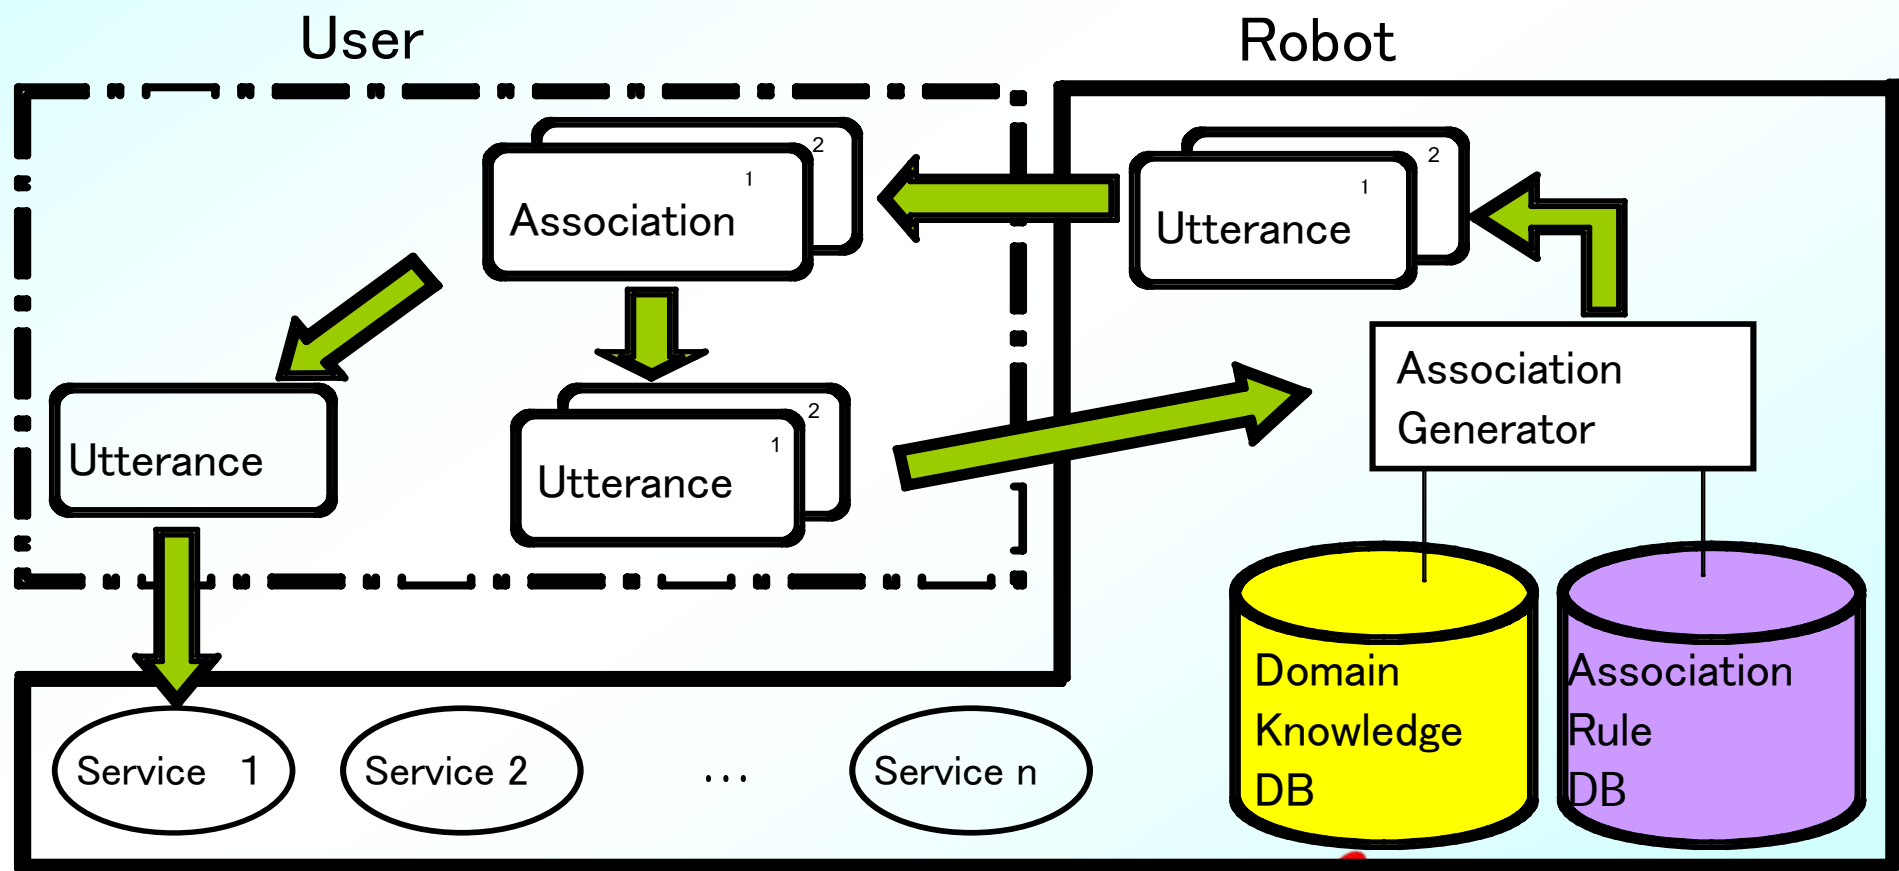 User
Robot
2
1
Association
2
1
Utterance
Association
Generator
Utterance
2
1
Utterance
Domain
Knowledge
DB
Association
Rule
DB
Service 1
Service 2
...
Service n